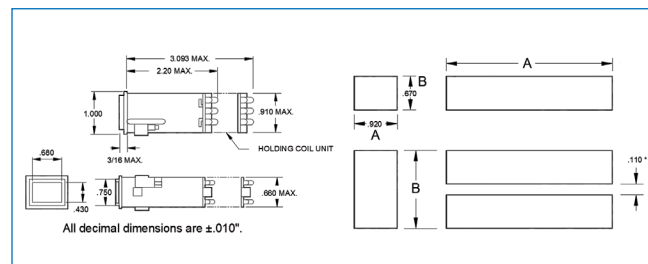 3.093 MAX.
2.20 MAX.
1.000
.910 MAX.
HOLDING COIL UNIT
3/16 MAX.
.680
.430
.750
.660 MAX.
All decimal dimensions are ±.010".
A
B
.670
.920
A
B
.110 *